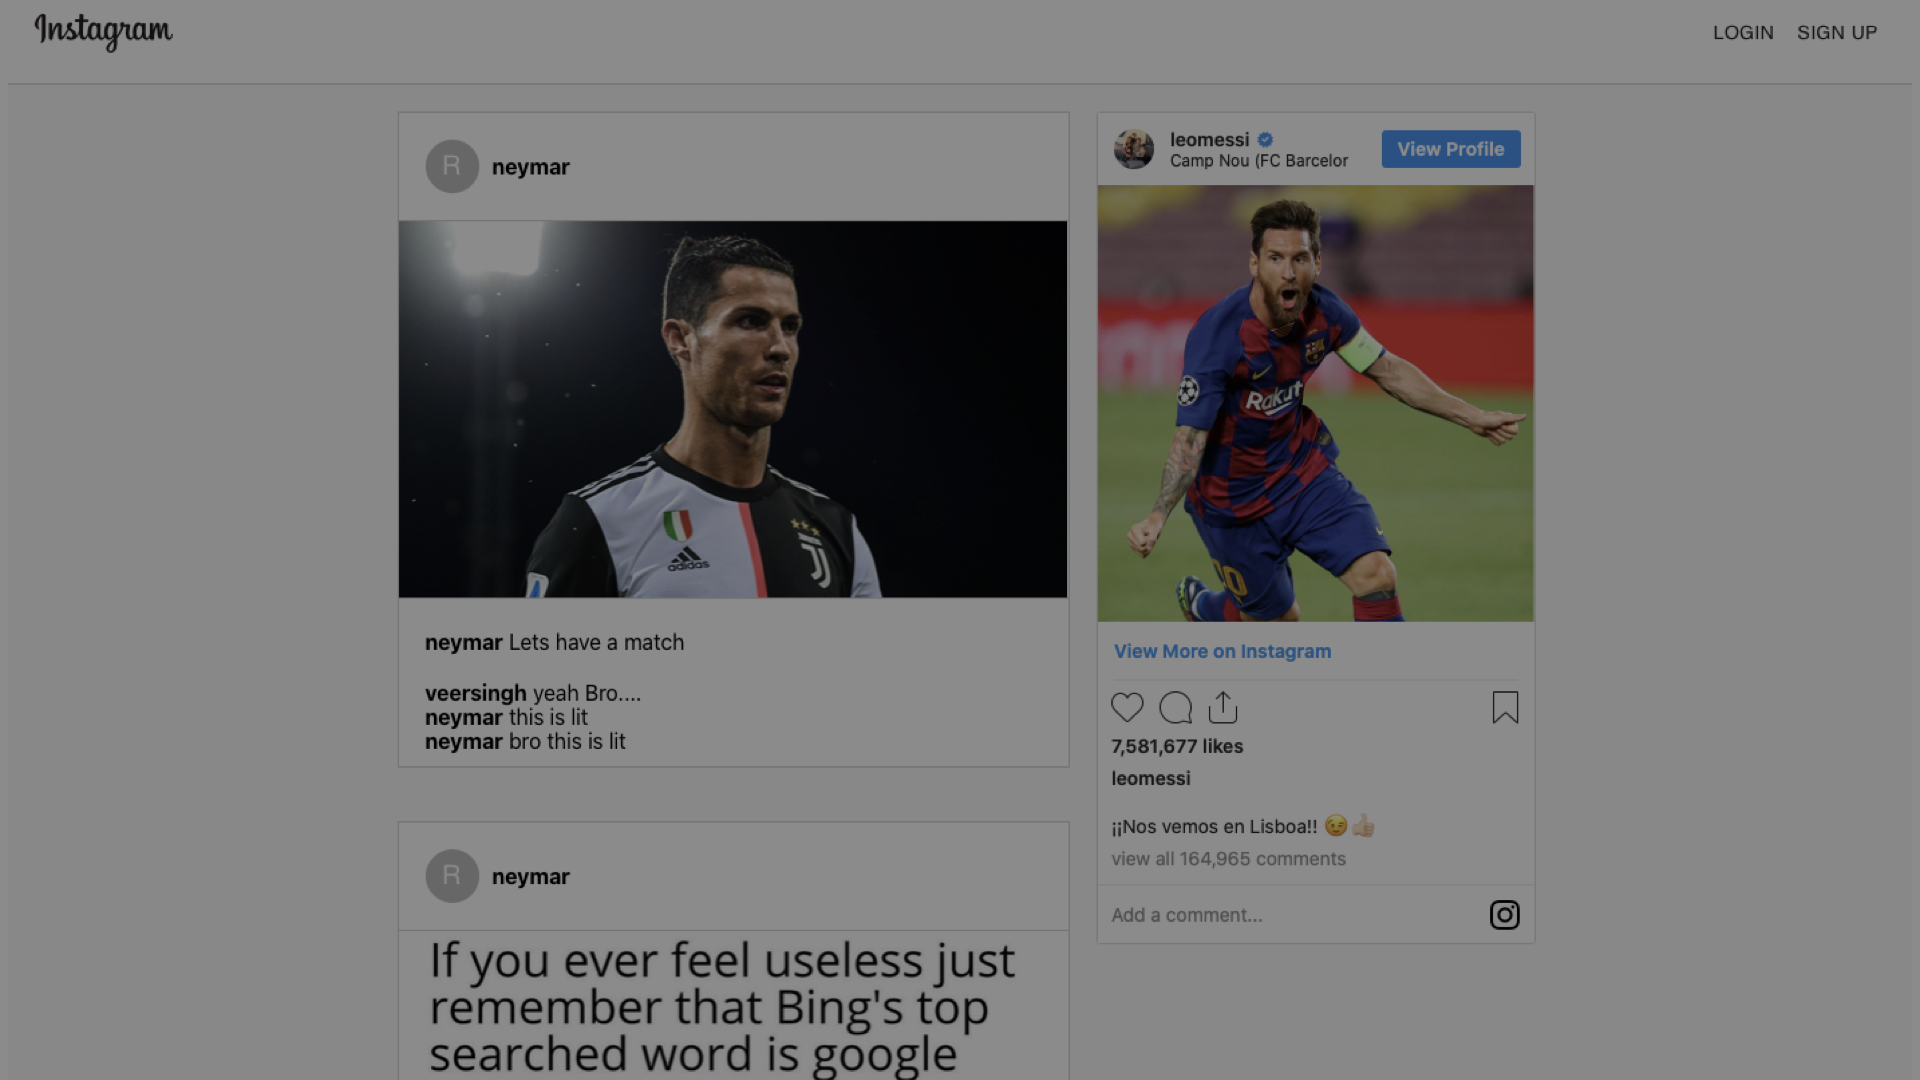 Instagram
LOGIN SIGN UP
R neymar
adidas
neymar Lets have a match
veersingh yeah Bro....
neymar this is lit
neymar bro this is lit
R neymar
If you ever feel useless just
remember that Bing's top
searched word is google
leomessi
Camp Nou (FC Barcelor
View Profile
Rakut
View More on Instagram
7,581,677 likes
leomessi
¡¡Nos vemos en Lisboa!! 😉👍🏻
view all 164,965 comments
Add a comment...